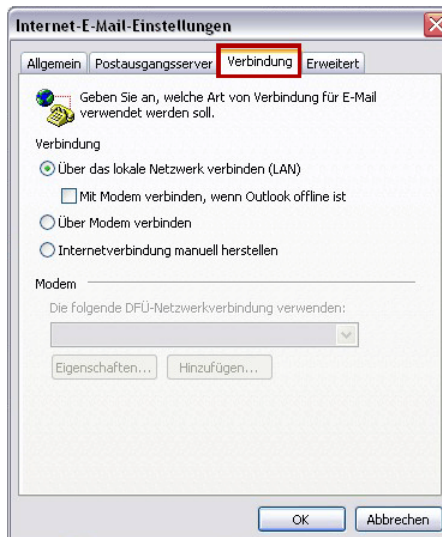 Internet-E-Mail-Einstellungen
Allgemein Postausgangsserver Verbindung Erweitert
Geben Sie an, welche Art von Verbindung für E-Mail
verwendet werden soll.
Verbindung
Über das lokale Netzwerk verbinden (LAN)
Mit Modem verbinden, wenn Outlook offline ist
Über Modem verbinden
Internetverbindung manuell herstellen
Modem
Die folgende DFÜ-Netzwerkverbindung verwenden:
Eigenschaften... Hinzufügen...
OK Abbrechen